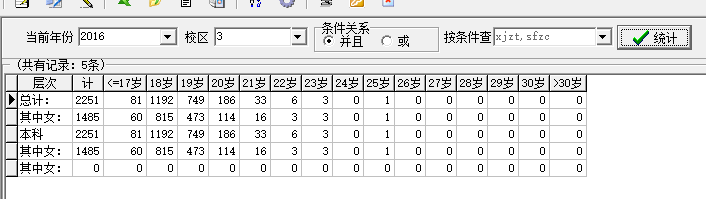 当前年份 2016 校区 3 条件关系 并且 或 按条件查 xjzt,sfzc 统计
(共有记录: 5条)
层次 计 <=17岁 18岁 19岁 20岁 21岁 22岁 23岁 24岁 25岁 26岁 27岁 28岁 29岁 30岁 >30岁
总计: 2251 81 1192 749 186 33 6 3 0 1 0 0 0 0 0 0
其中女: 1485 60 815 473 114 16 3 3 0 1 0 0 0 0 0 0
本科 2251 81 1192 749 186 33 6 3 0 1 0 0 0 0 0 0
其中女: 1485 60 815 473 114 16 3 3 0 1 0 0 0 0 0 0
其中女: 0 0 0 0 0 0 0 0 0 0 0 0 0 0 0 0